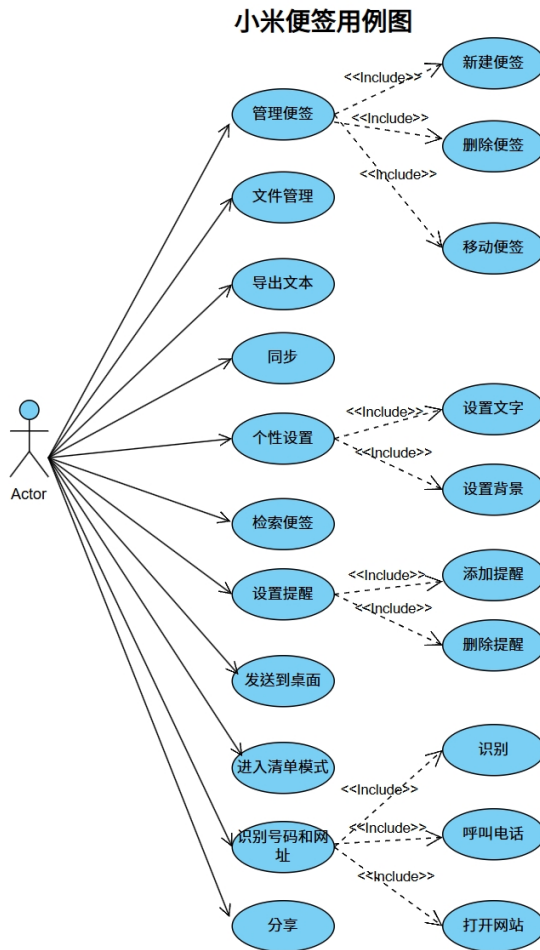 小米便签用例图
新建便签
<<Include>>
管理便签
<<Include>>
删除便签
<<Include>>
文件管理
移动便签
导出文本
同步
设置文字
<<Include>>
个性设置
<<Include>>
设置背景
Actor
检索便签
添加提醒
<<Include>>
设置提醒
<<Include>>
删除提醒
发送到桌面
识别
进入清单模式
<<Include>>
识别号码和网
址
<<Include>>
呼叫电话
<<Include>>
分享
打开网站